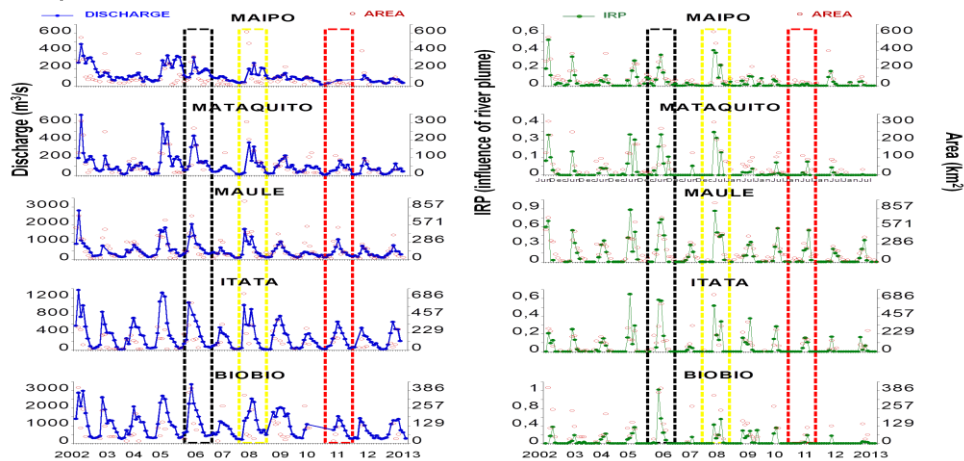 DISCHARGE MAIPO AREA
600 400 200 0
600 400 200 0
MATAQUITO
600 400 200 0
300 200 100 0
MAULE
3000 2000 1000 0
857 571 286 0
ITATA
1200 800 400 0
686 457 229 0
BIOBIO
3000 2000 1000 0
386 257 129 0
2002 03 04 05 06 07 08 09 10 11 12 2013
Discharge (m³/s)
IRP MAIPO AREA
0,6 0,4 0,2 0
600 400 200 0
MATAQUITO
0,4 0,3 0,2 0,1 0
300 200 100 0
MAULE
0,9 0,6 0,3 0
857 571 286 0
ITATA
0,6 0,4 0,2 0
686 457 229 0
BIOBIO
1 0,8 0,6 0,4 0,2 0
386 257 129 0
2002 03 04 05 06 07 08 09 10 11 12 2013
IRP (influence of river plume)
Area (km²)